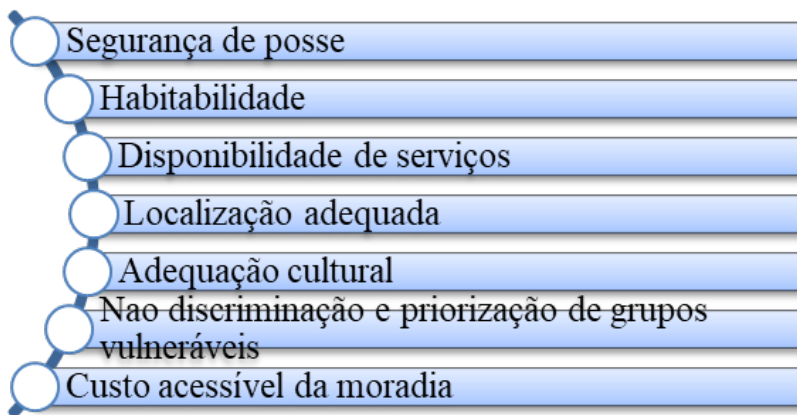 Segurança de posse
Habitabilidade
Disponibilidade de serviços
Localização adequada
Adequação cultural
Nao discriminação e priorização de grupos
vulneráveis
Custo acessível da moradia